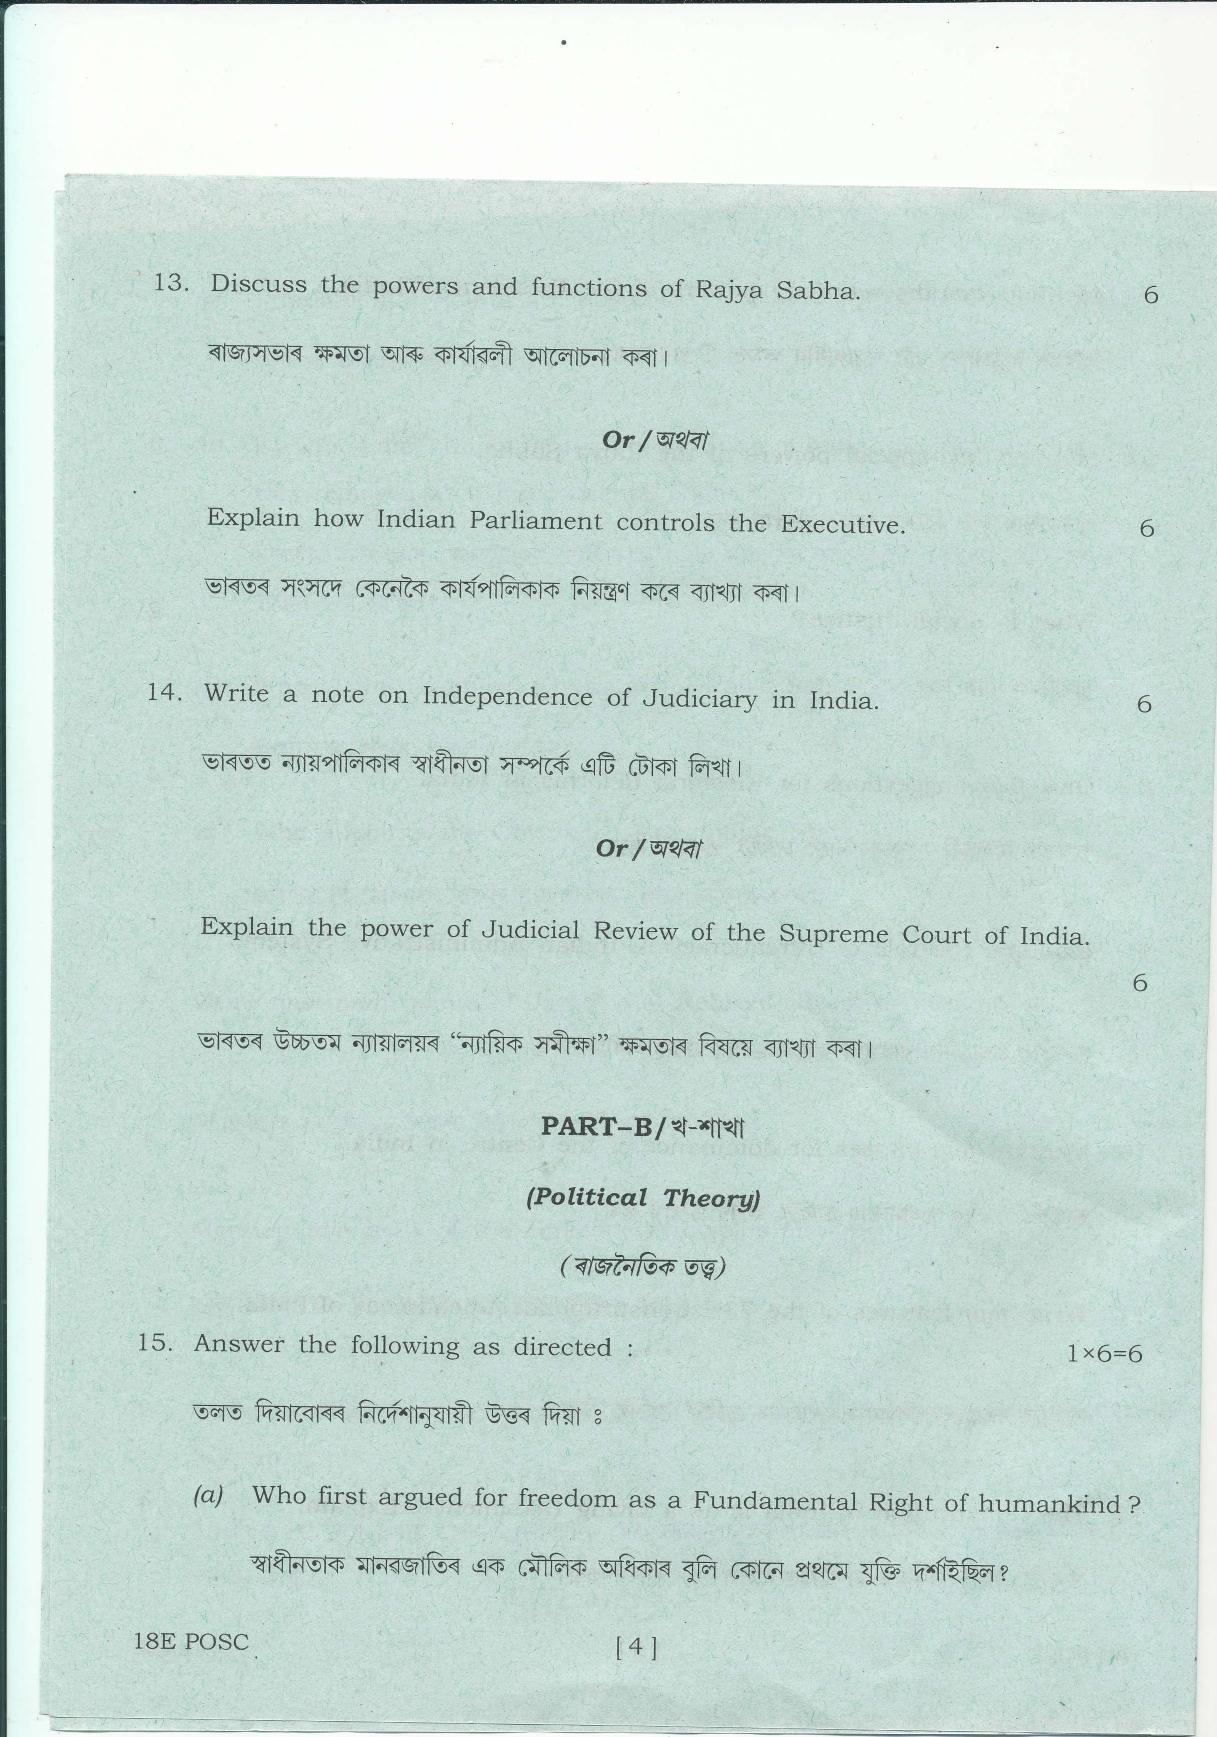 13. Discuss the powers and functions of Rajya Sabha. 6
ৰাজ্যসভাৰ ক্ষমতা আৰু কাৰ্যাৱলী আলোচনা কৰা।
Or / অথবা
Explain how Indian Parliament controls the Executive. 6
ভাৰতৰ সংসদে কেনেকৈ কাৰ্যপালিকাক নিয়ন্ত্ৰণ কৰে ব্যাখ্যা কৰা।
14. Write a note on Independence of Judiciary in India. 6
ভাৰতত ন্যায়পালিকাৰ স্বাধীনতা সম্পৰ্কে এটি টোকা লিখা।
Or / অথবা
Explain the power of Judicial Review of the Supreme Court of India.
6
ভাৰতৰ উচ্চতম ন্যায়ালয়ৰ “ন্যায়িক সমীক্ষা” ক্ষমতাৰ বিষয়ে ব্যাখ্যা কৰা।
PART–B / খ-শাখা
(Political Theory)
(ৰাজনৈতিক তত্ত্ব)
15. Answer the following as directed : 1×6=6
তলত দিয়াবোৰৰ নিৰ্দেশানুযায়ী উত্তৰ দিয়া ঃ
(a) Who first argued for freedom as a Fundamental Right of humankind ?
স্বাধীনতাক মানৱজাতিৰ এক মৌলিক অধিকাৰ বুলি কোনে প্ৰথমে যুক্তি দৰ্শাইছিল ?
18E POSC [ 4 ]